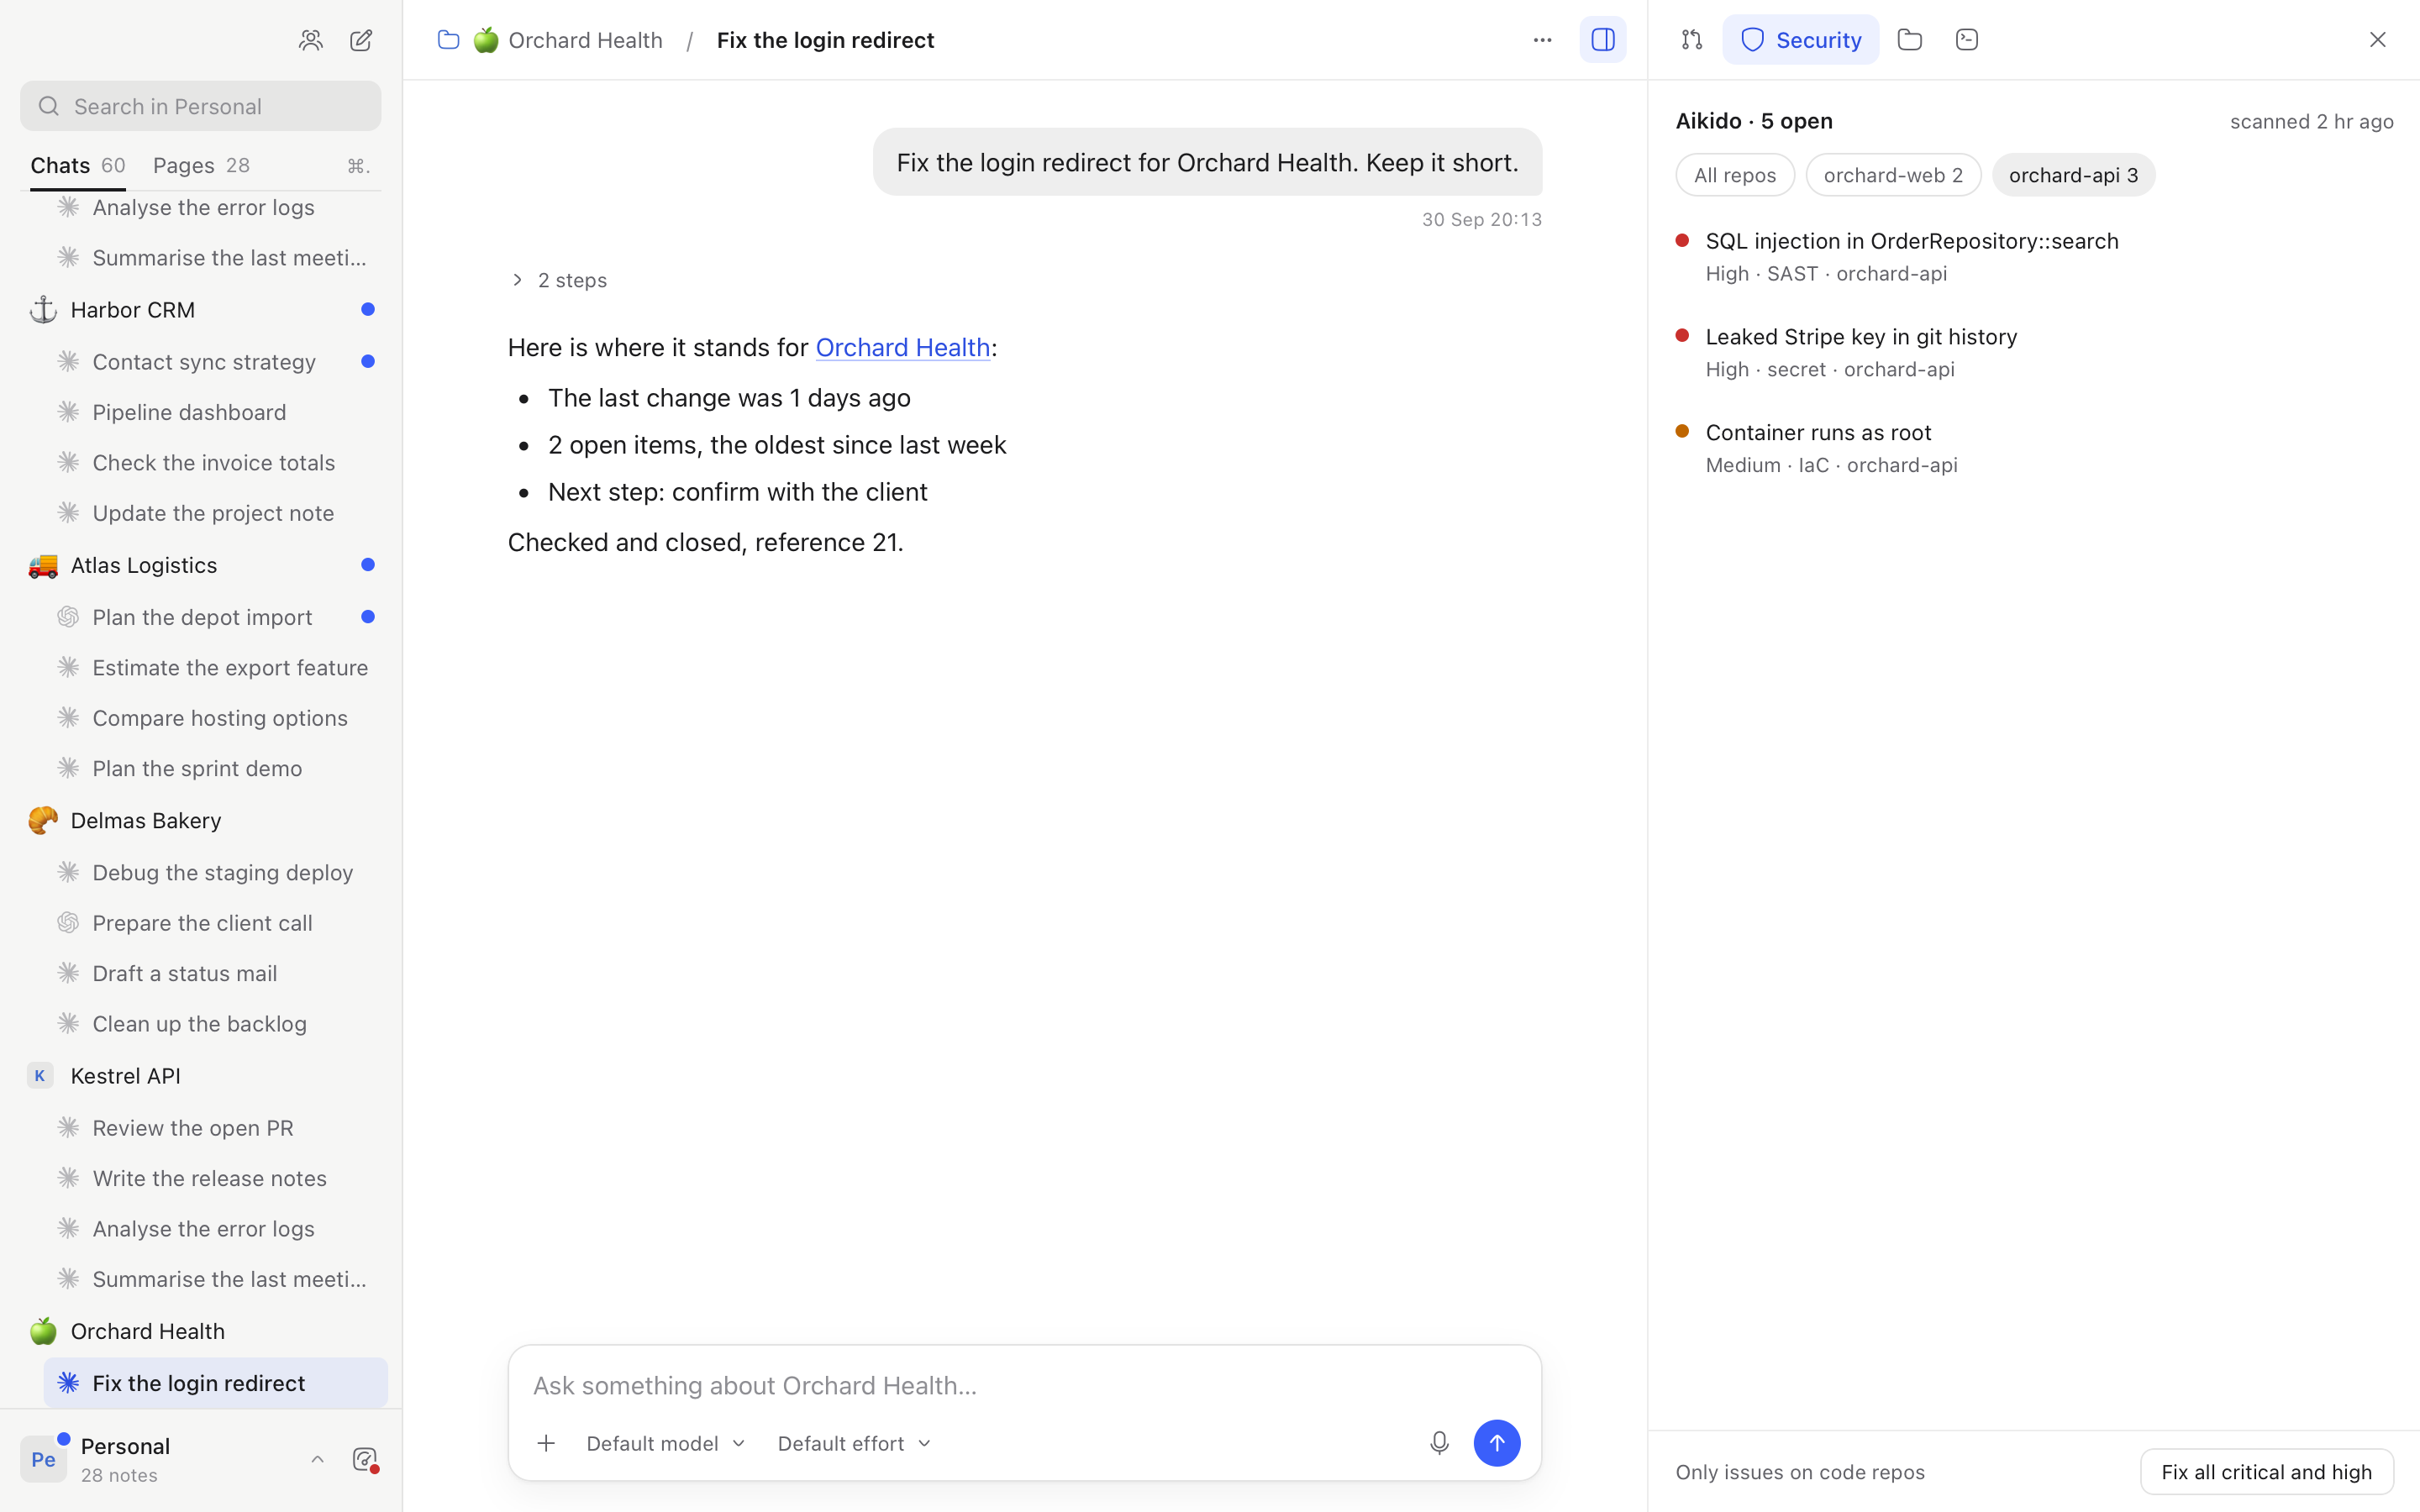 Search in Personal
Chats 60 Pages 28 ⌘.
Analyse the error logs
Summarise the last meeti...
Harbor CRM
Contact sync strategy
Pipeline dashboard
Check the invoice totals
Update the project note
Atlas Logistics
Plan the depot import
Estimate the export feature
Compare hosting options
Plan the sprint demo
Delmas Bakery
Debug the staging deploy
Prepare the client call
Draft a status mail
Clean up the backlog
K Kestrel API
Review the open PR
Write the release notes
Analyse the error logs
Summarise the last meeti...
Orchard Health
Fix the login redirect
Pe Personal
28 notes
Orchard Health / Fix the login redirect
Fix the login redirect for Orchard Health. Keep it short.
30 Sep 20:13
2 steps
Here is where it stands for Orchard Health:
• The last change was 1 days ago
• 2 open items, the oldest since last week
• Next step: confirm with the client
Checked and closed, reference 21.
Ask something about Orchard Health...
Default model Default effort
Security
Aikido · 5 open scanned 2 hr ago
All repos orchard-web 2 orchard-api 3
SQL injection in OrderRepository::search
High · SAST · orchard-api
Leaked Stripe key in git history
High · secret · orchard-api
Container runs as root
Medium · IaC · orchard-api
Only issues on code repos Fix all critical and high